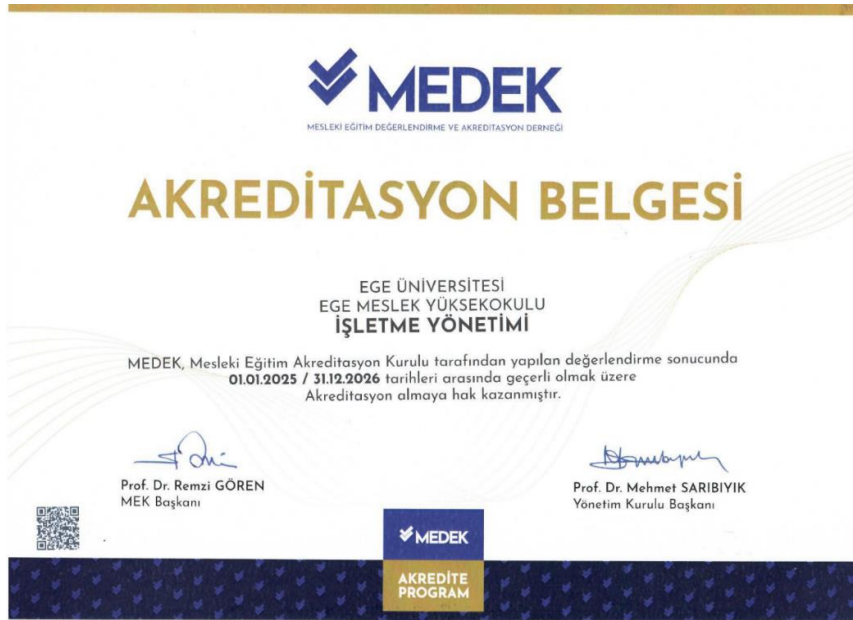 MEDEK
MESLEKİ EĞİTİM DEĞERLENDİRME VE AKREDİTASYON DERNEĞİ
AKREDİTASYON BELGESİ
EGE ÜNİVERSİTESİ
EGE MESLEK YÜKSEKOKULU
İŞLETME YÖNETİMİ
MEDEK, Mesleki Eğitim Akreditasyon Kurulu tarafından yapılan değerlendirme sonucunda
01.01.2025 / 31.12.2026 tarihleri arasında geçerli olmak üzere
Akreditasyon almaya hak kazanmıştır.
Prof. Dr. Remzi GÖREN
MEK Başkanı
Prof. Dr. Mehmet SARIBIYIK
Yönetim Kurulu Başkanı
MEDEK
AKREDİTE
PROGRAM